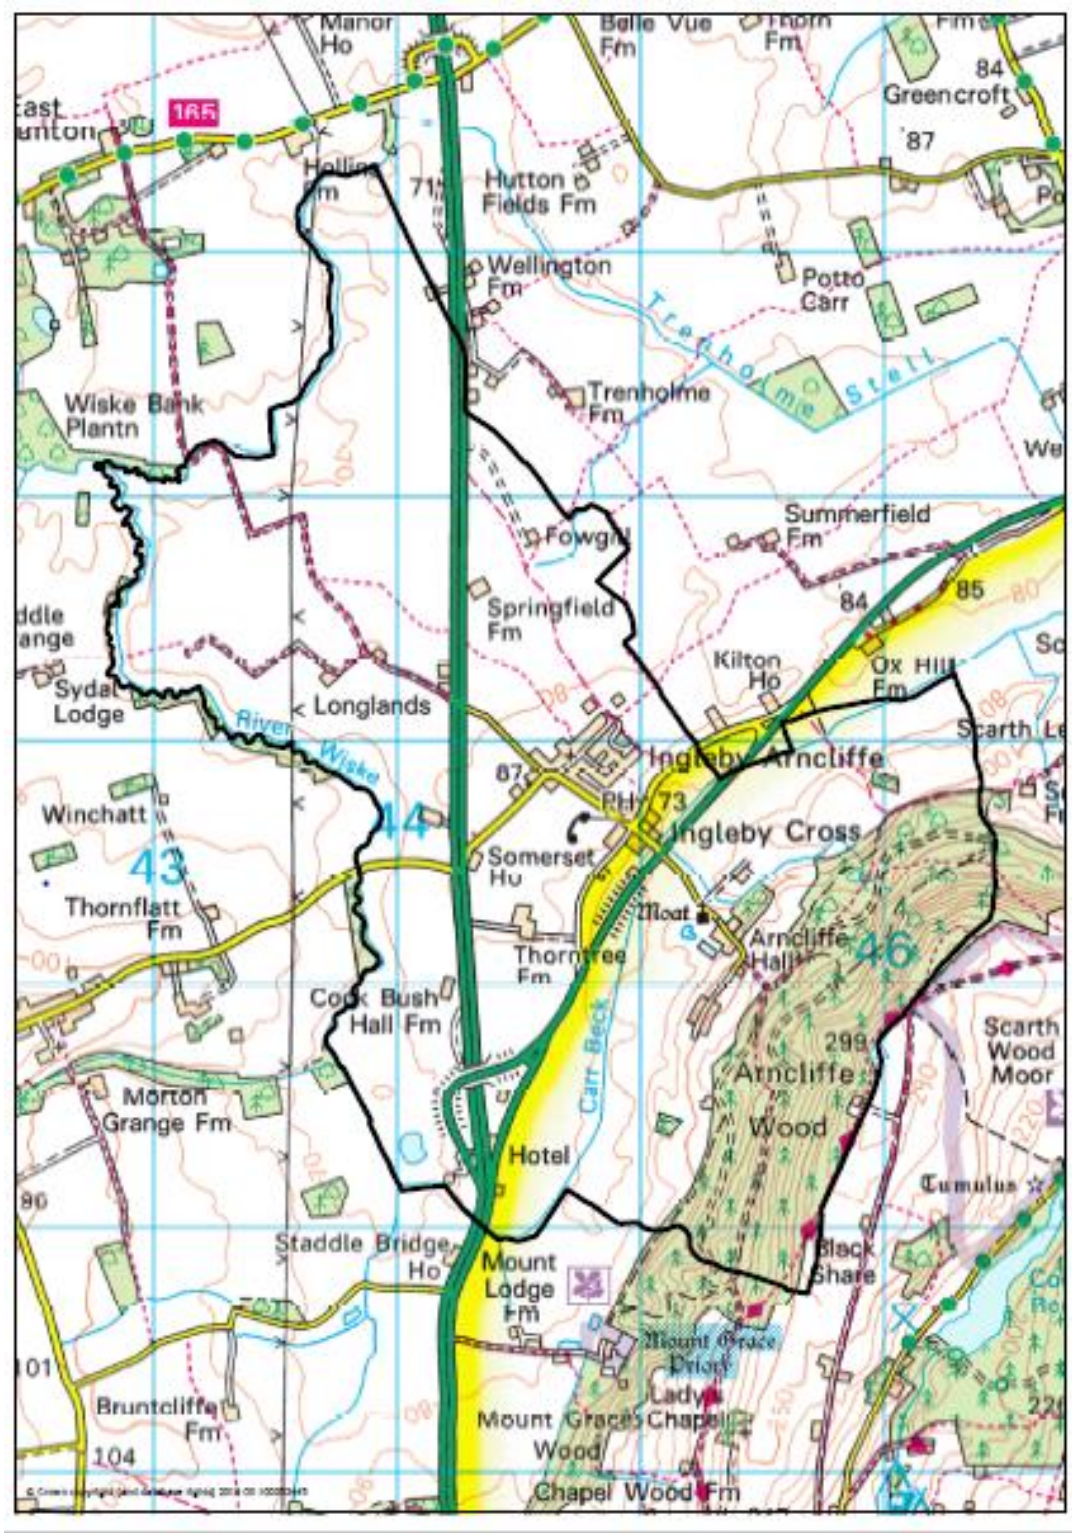 Manor
Ho
Belle Vue
Fm
Thorn
Fm
Fm
84
Greencroft
165
87
71
Hutton
Fields Fm
Wellington
Fm
Potto
Carr
Trenholme Stell
Trenholme
Fm
Wiske Bank
Plantn
70
Summerfield
Fm
Springfield
Fm
84
85
80
Kilton
Ho
Ox Hill
Fm
Sydal
Lodge
Longlands
80
80
River Wiske
Ingleby Arncliffe
87
PH
73
Winchatt
44
Ingleby Cross
43
Somerset
Ho
Thornflatt
Fm
Moat
Arncliffe
Hall
46
Thorntree
Fm
Cock Bush
Hall Fm
Carr Beck
299
Scarth
Wood
Moor
Arncliffe
Wood
Morton
Grange Fm
240
220
Hotel
Tumulus
Staddle Bridge
Ho
Black
Share
Mount
Lodge
Fm
Mount Grace
Priory
Lady's
Chapel
101
Bruntcliffe
Fm
Mount Grace
Wood
104
Chapel Wood Fm